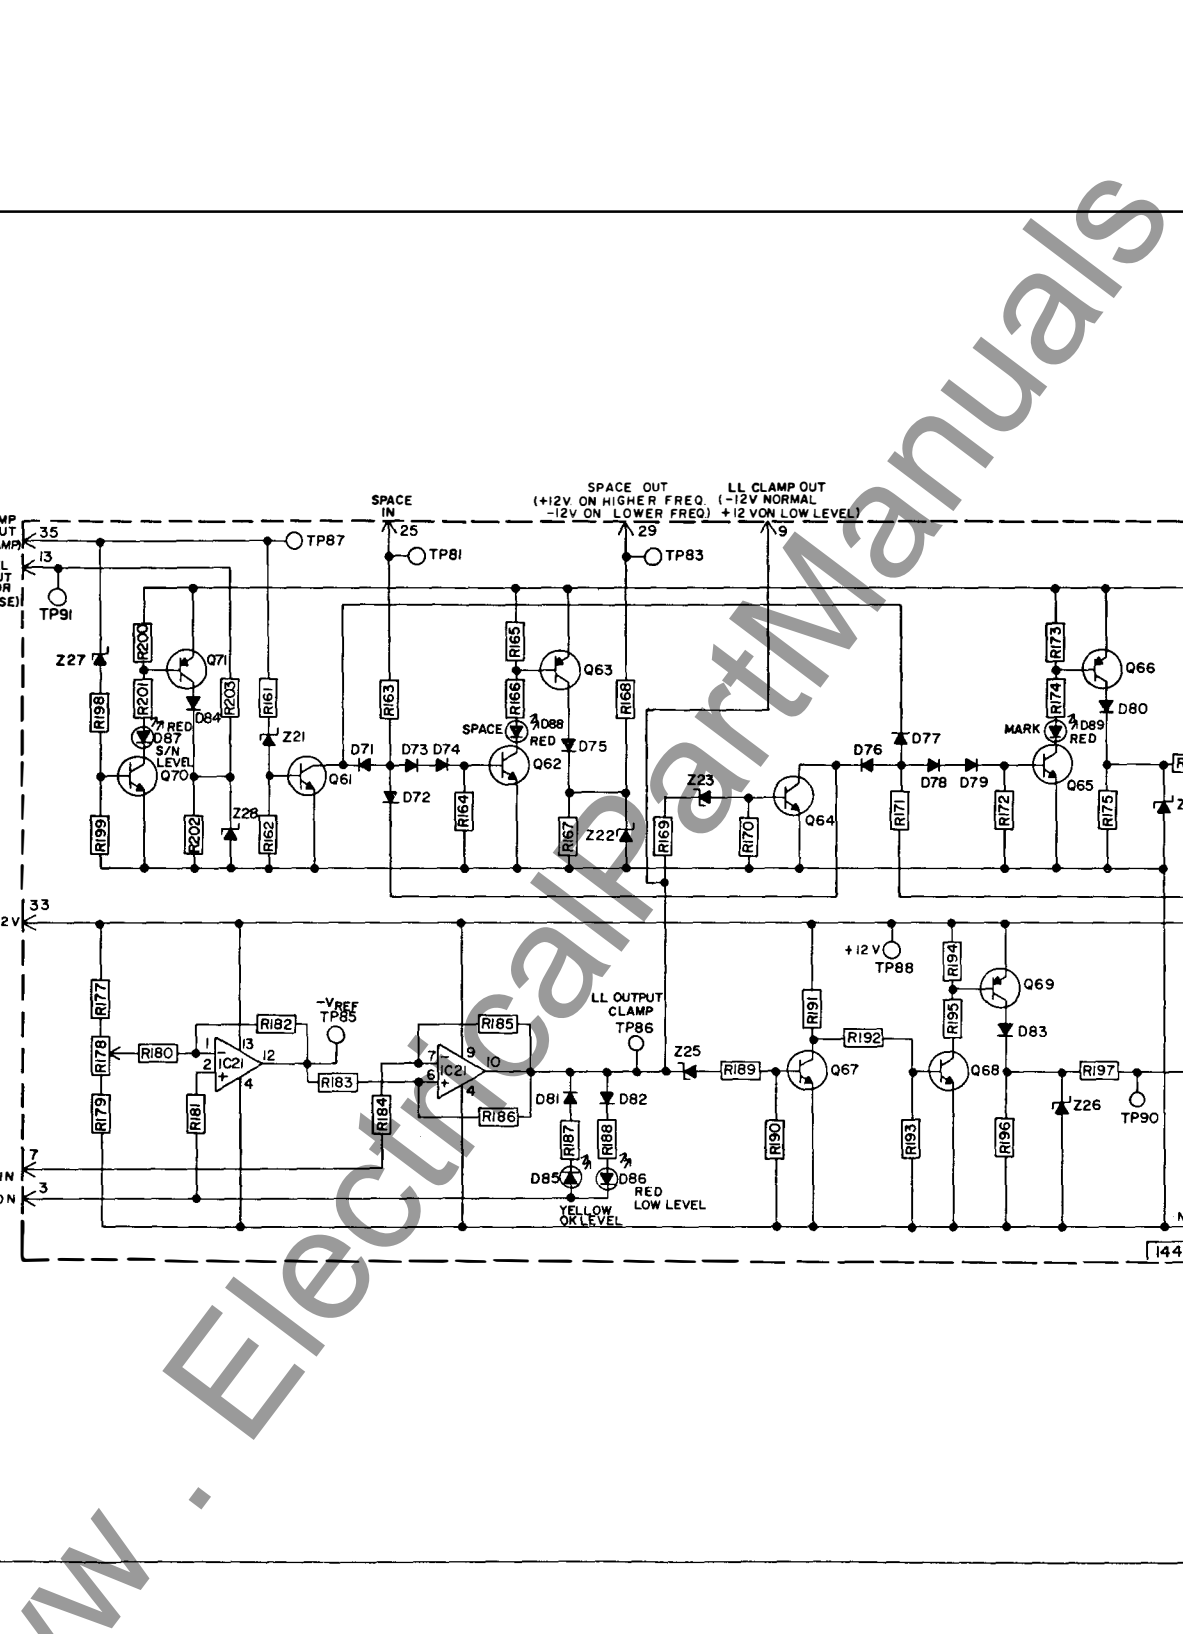 SPACE
IN
25
SPACE OUT
(+12V. ON HIGHER FREQ.
-12V ON LOWER FREQ.)
29
LL CLAMP OUT
(-12V NORMAL
+12V ON LOW LEVEL)
9
35
TP87
TP81
TP83
13
TP91
SE)
Z27
R200
Q71
R201
R203
R161
R163
R165
Q63
R166
R168
R173
Q66
R174
R198
RED
D84
D87
S/N
LEVEL
Q70
Z21
SPACE
D88
RED
D75
MARK
D89
RED
D80
D71
D73
D74
Q62
D76
D77
Q61
D72
Z23
D78
D79
Q65
R199
R202
Z28
R162
R164
R167
Z22
R169
R170
Q64
R171
R172
R175
33
2V
+12V
TP88
R194
Q69
R177
-VREF
TP85
LL OUTPUT
CLAMP
TP86
R191
R195
D83
R182
R185
R192
R178
R180
1
2
13
IC21
12
4
7
6
9
IC21
10
4
Z25
R189
Q67
Q68
R197
R183
R179
R181
R184
R186
D81
D82
Z26
TP90
R187
R188
R190
R193
R196
7
IN
3
D85
D86
RED
LOW LEVEL
YELLOW
OK LEVEL
144
www.ElectricalPartManuals